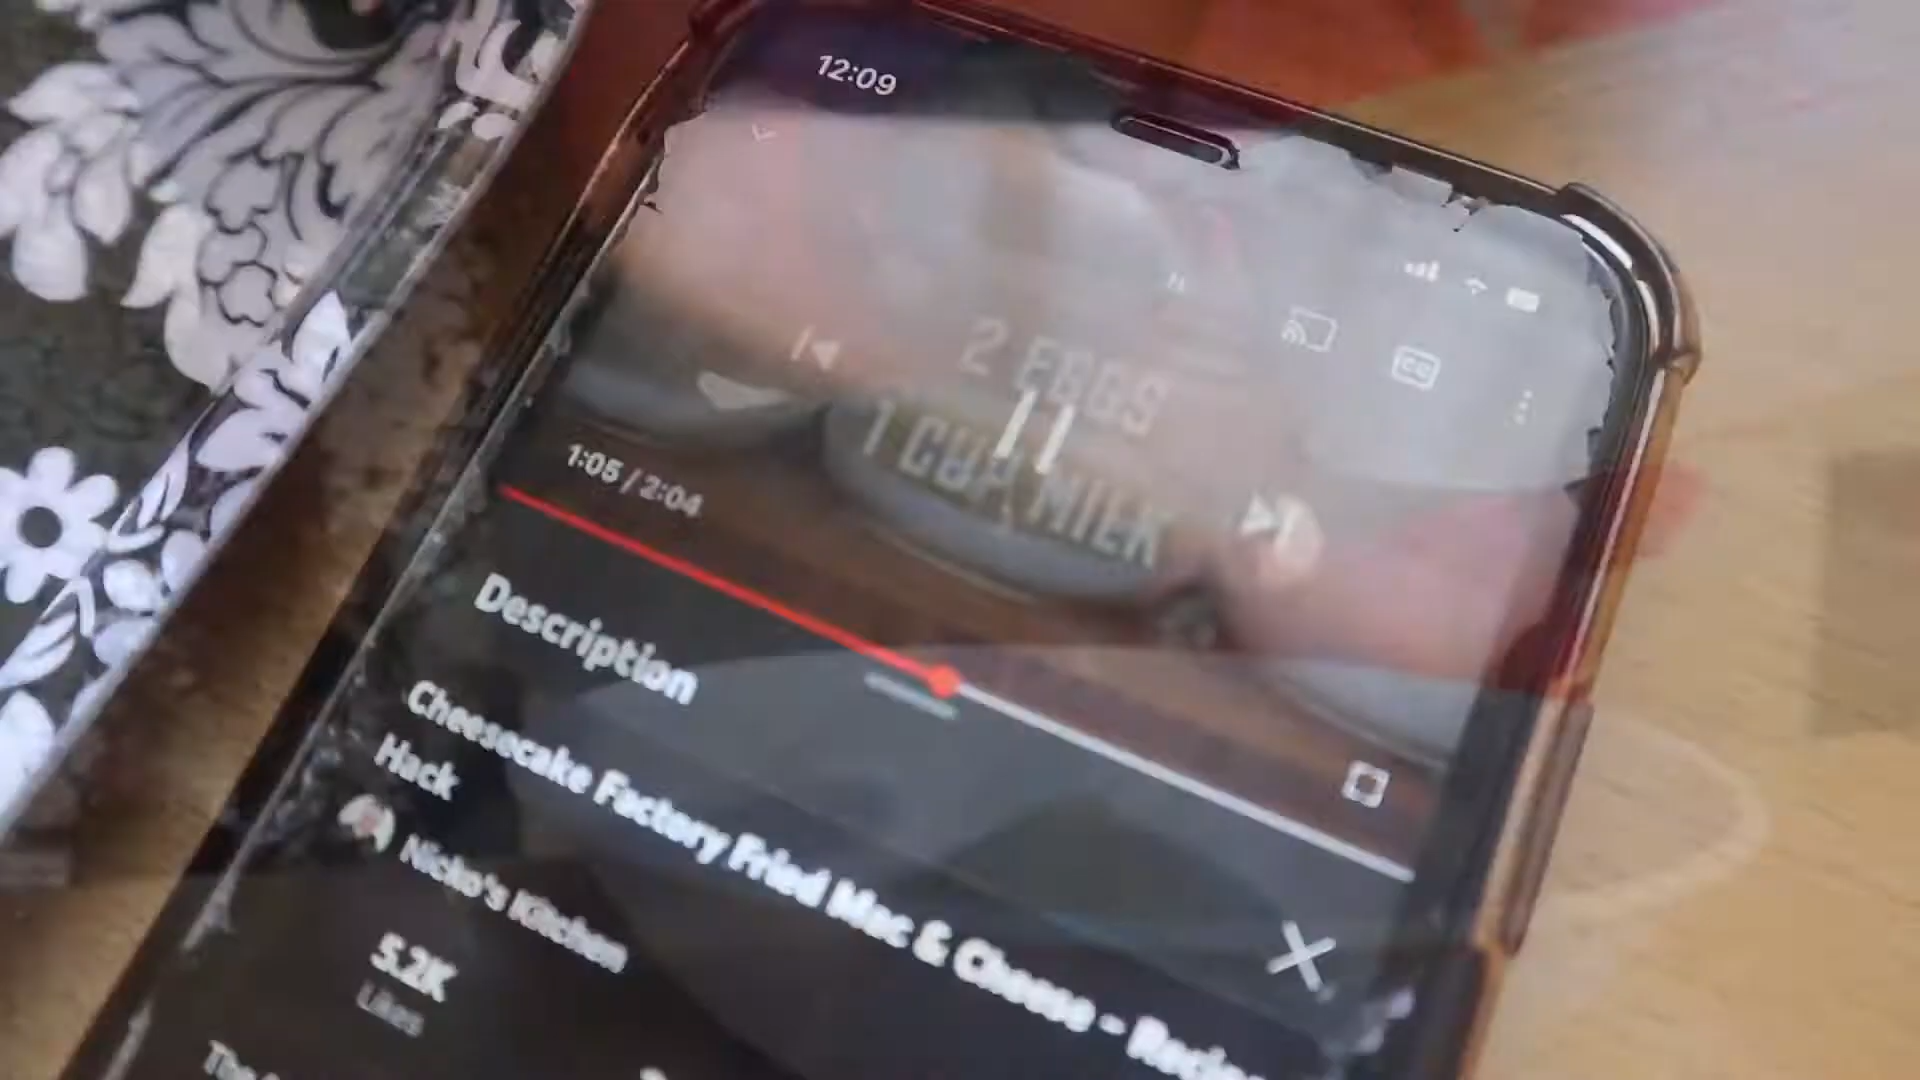 12:09
2 EGGS
1 CUP MILK
1:05 / 2:04
Description
Cheesecake Factory Fried Mac & Cheese - Recipe
Hack
Nicko's Kitchen
5.2K
Likes
The